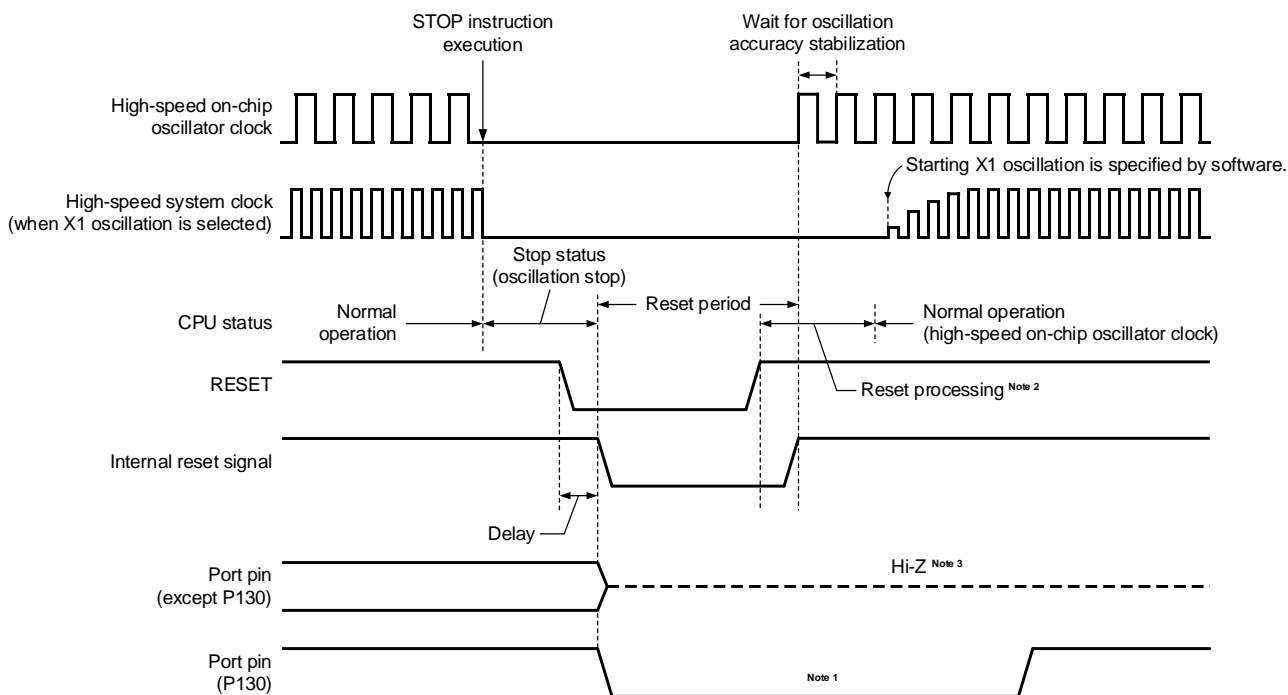 STOP instruction
execution
Wait for oscillation
accuracy stabilization
High-speed on-chip
oscillator clock
Starting X1 oscillation is specified by software.
High-speed system clock
(when X1 oscillation is selected)
Stop status
(oscillation stop)
Reset period
CPU status
Normal
operation
Normal operation
(high-speed on-chip oscillator clock)
RESET
Reset processing Note 2
Internal reset signal
Delay
Port pin
(except P130)
Hi-Z Note 3
Port pin
(P130)
Note 1